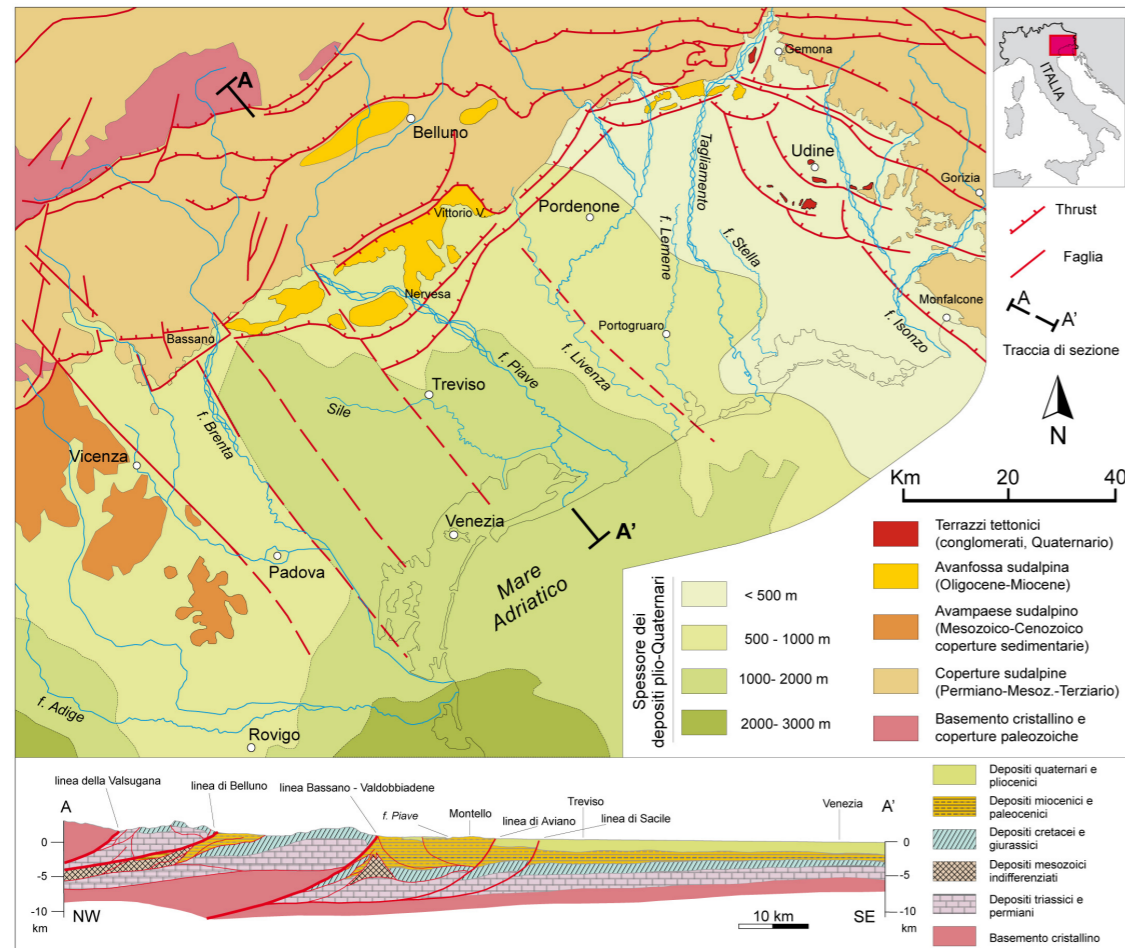 Gemona
ITALIA
A
Belluno
Udine
Gorizia
Tagliamento
Vittorio V.
Pordenone
f. Lemene
f. Stella
Thrust
Faglia
Nervesa
Monfalcone
A
A'
Traccia di sezione
Bassano
Portogruaro
f. Isonzo
f. Piave
f. Livenza
Treviso
Sile
f. Brenta
N
Vicenza
Km 20 40
Venezia
A'
Padova
Mare
Adriatico
f. Adige
Rovigo
Spessore dei
depositi plio-Quaternari
< 500 m
500 - 1000 m
1000- 2000 m
2000- 3000 m
Terrazzi tettonici
(conglomerati, Quaternario)
Avanfossa sudalpina
(Oligocene-Miocene)
Avampaese sudalpino
(Mesozoico-Cenozoico
coperture sedimentarie)
Coperture sudalpine
(Permiano-Mesoz.-Terziario)
Basemento cristallino e
coperture paleozoiche
linea della Valsugana
linea di Belluno
linea Bassano - Valdobbiadene
Treviso
Venezia
A
f. Piave
Montello
linea di Aviano
linea di Sacile
A'
0
-5
-10
km
NW
0
-5
-10
km
SE
10 km
Depositi quaternari e
pliocenici
Depositi miocenici e
paleocenici
Depositi cretacei e
giurassici
Depositi mesozoici
indifferenziati
Depositi triassici e
permiani
Basemento cristallino